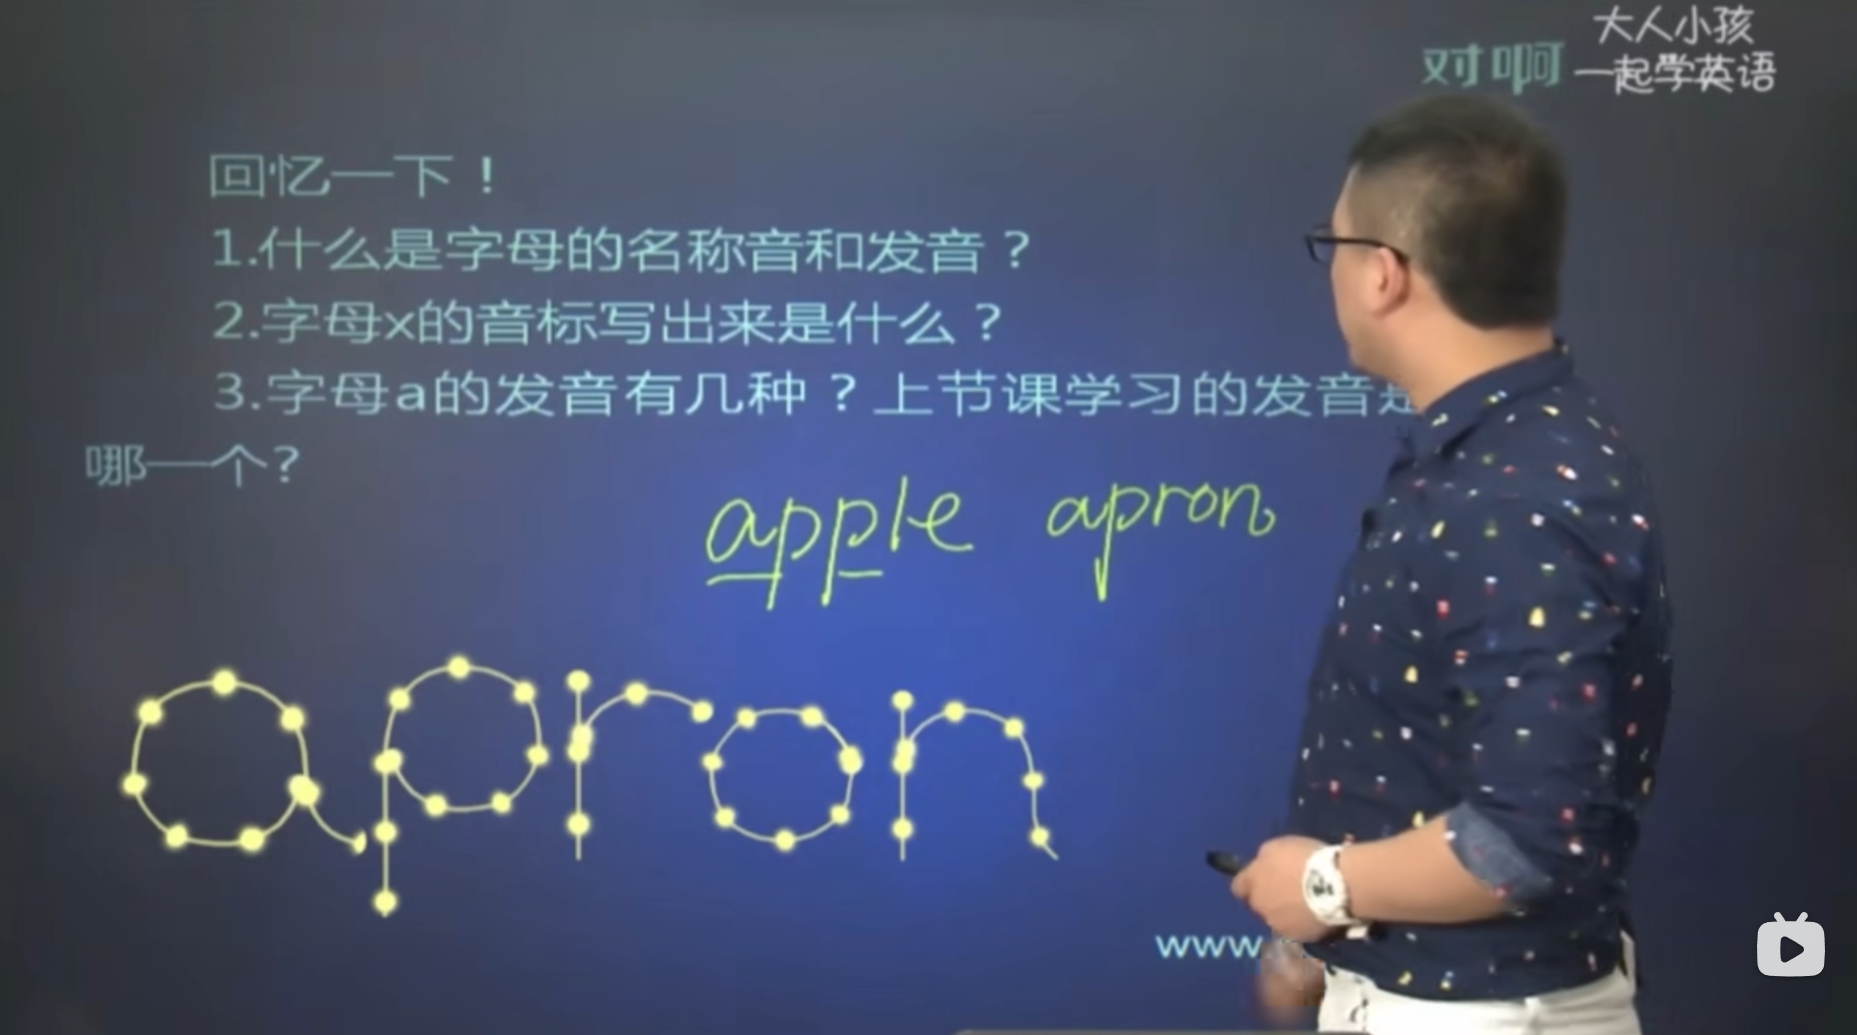 大人小孩
对啊 一起学英语
回忆一下！
1.什么是字母的名称音和发音？
2.字母x的音标写出来是什么？
3.字母a的发音有几种？上节课学习的发音是
哪一个？
apple apron
apron
www.